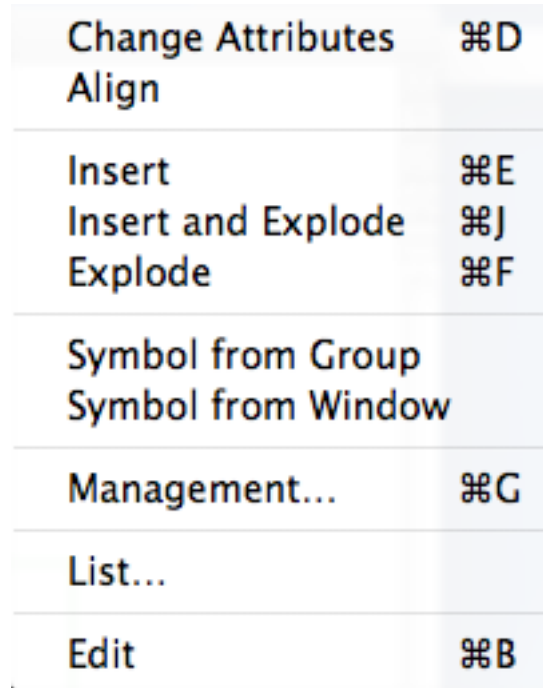 Change Attributes ⌘D
Align
Insert ⌘E
Insert and Explode ⌘J
Explode ⌘F
Symbol from Group
Symbol from Window
Management... ⌘G
List...
Edit ⌘B